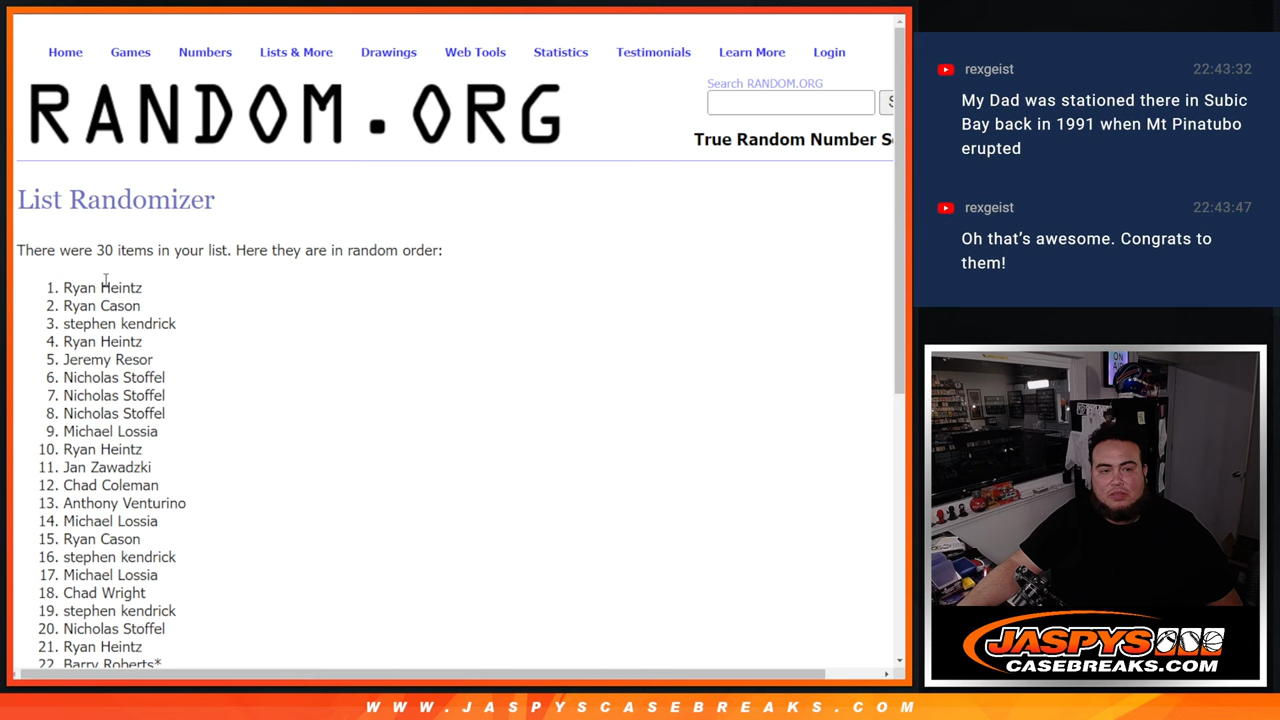 Home Games Numbers Lists & More Drawings Web Tools Statistics Testimonials Learn More Login
RANDOM.ORG
Search RANDOM.ORG
True Random Number
List Randomizer
There were 30 items in your list. Here they are in random order:
1. Ryan Heintz
2. Ryan Cason
3. stephen kendrick
4. Ryan Heintz
5. Jeremy Resor
6. Nicholas Stoffel
7. Nicholas Stoffel
8. Nicholas Stoffel
9. Michael Lossia
10. Ryan Heintz
11. Jan Zawadzki
12. Chad Coleman
13. Anthony Venturino
14. Michael Lossia
15. Ryan Cason
16. stephen kendrick
17. Michael Lossia
18. Chad Wright
19. stephen kendrick
20. Nicholas Stoffel
21. Ryan Heintz
22. Barry Roberts*
rexgeist 22:43:32
My Dad was stationed there in Subic
Bay back in 1991 when Mt Pinatubo
erupted
rexgeist 22:43:47
Oh that's awesome. Congrats to
them!
ON
AIR
JASPYS
CASEBREAKS.COM
WWW.JASPYSCASEBREAKS.COM